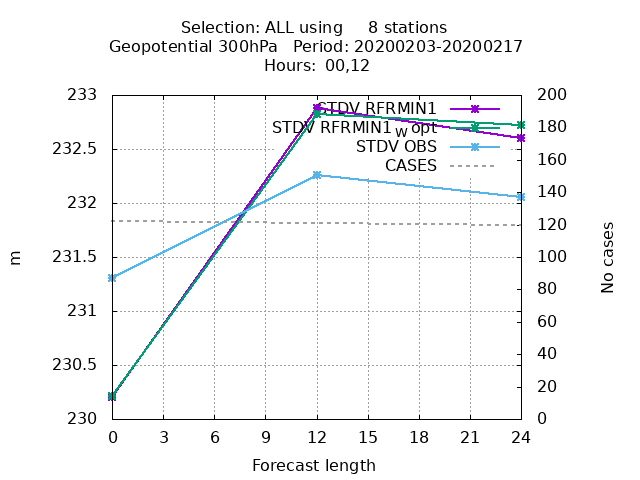 Selection: ALL using     8 stations
Geopotential 300hPa   Period: 20200203-20200217
Hours: 00,12
233
232.5
232
231.5
231
230.5
230
m
STDV RFRMIN1
STDV RFRMIN1_w opt
STDV OBS
CASES
200
180
160
140
120
100
80
60
40
20
0
No cases
0 3 6 9 12 15 18 21 24
Forecast length